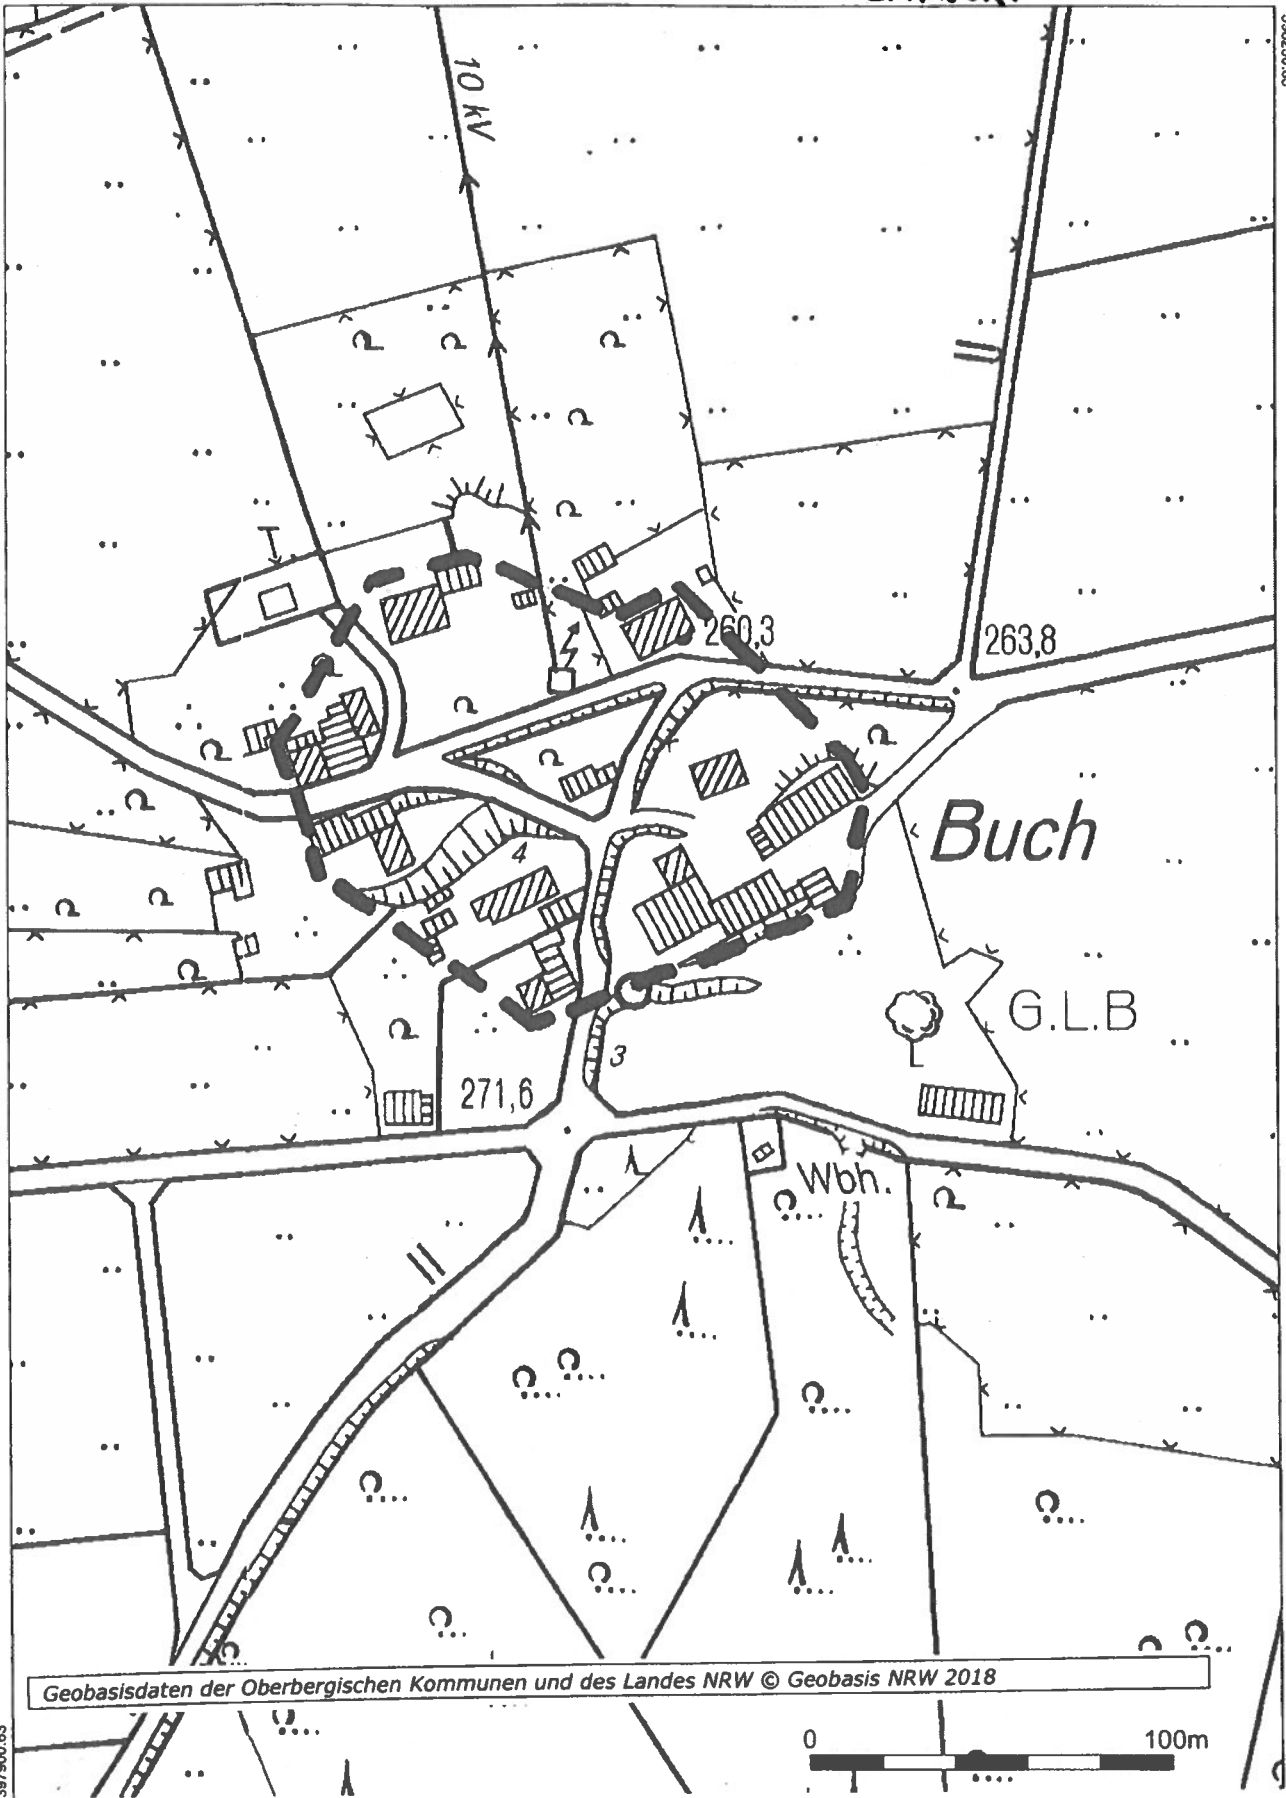 10 kV
260,3
263,8
Buch
4
G.L.B
3
271,6
Wbh.
Geobasisdaten der Oberbergischen Kommunen und des Landes NRW © Geobasis NRW 2018
0 100m